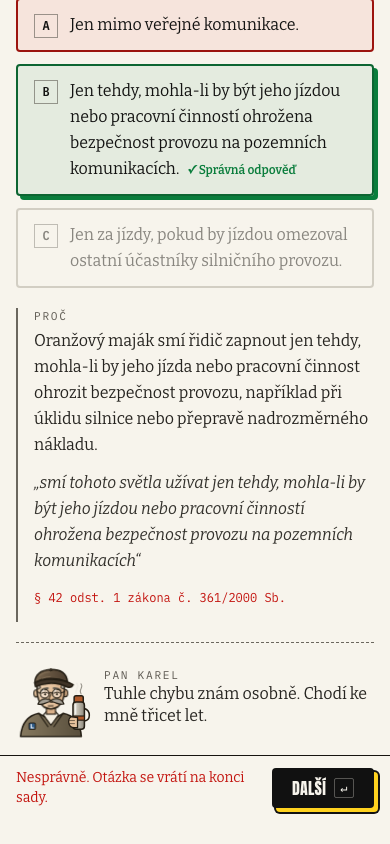 A Jen mimo veřejné komunikace.
B Jen tehdy, mohla-li by být jeho jízdou
nebo pracovní činností ohrožena
bezpečnost provozu na pozemních
komunikacích. ✓Správná odpověď
C Jen za jízdy, pokud by jízdou omezoval
ostatní účastníky silničního provozu.
PROČ
Oranžový maják smí řidič zapnout jen tehdy,
mohla-li by jeho jízda nebo pracovní činnost
ohrozit bezpečnost provozu, například při
úklidu silnice nebo přepravě nadrozměrného
nákladu.
„smí tohoto světla užívat jen tehdy, mohla-li by
být jeho jízdou nebo pracovní činností
ohrožena bezpečnost provozu na pozemních
komunikacích“
§ 42 odst. 1 zákona č. 361/2000 Sb.
PAN KAREL
Tuhle chybu znám osobně. Chodí ke
mně třicet let.
Nesprávně. Otázka se vrátí na konci
sady.
DALŠÍ ↵